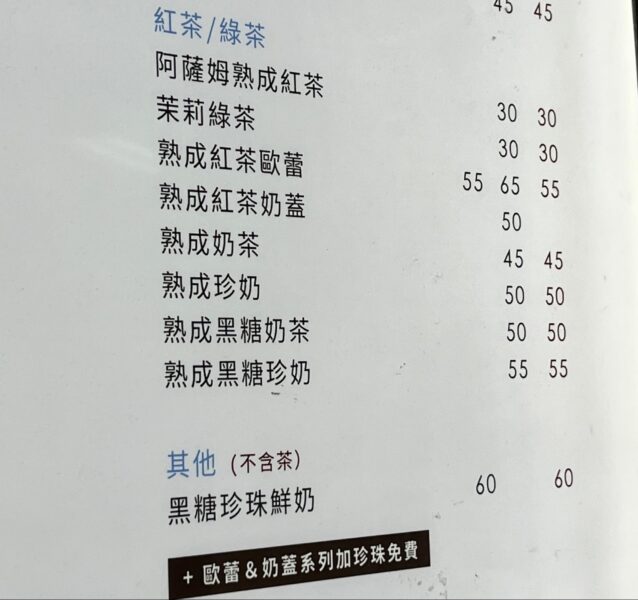 45 45
紅茶/綠茶
阿薩姆熟成紅茶 30 30
茉莉綠茶 30 30
熟成紅茶歐蕾 55 65 55
熟成紅茶奶蓋 50
熟成奶茶 45 45
熟成珍奶 50 50
熟成黑糖奶茶 50 50
熟成黑糖珍奶 55 55
其他 (不含茶)
黑糖珍珠鮮奶 60 60
+ 歐蕾&奶蓋系列加珍珠免費